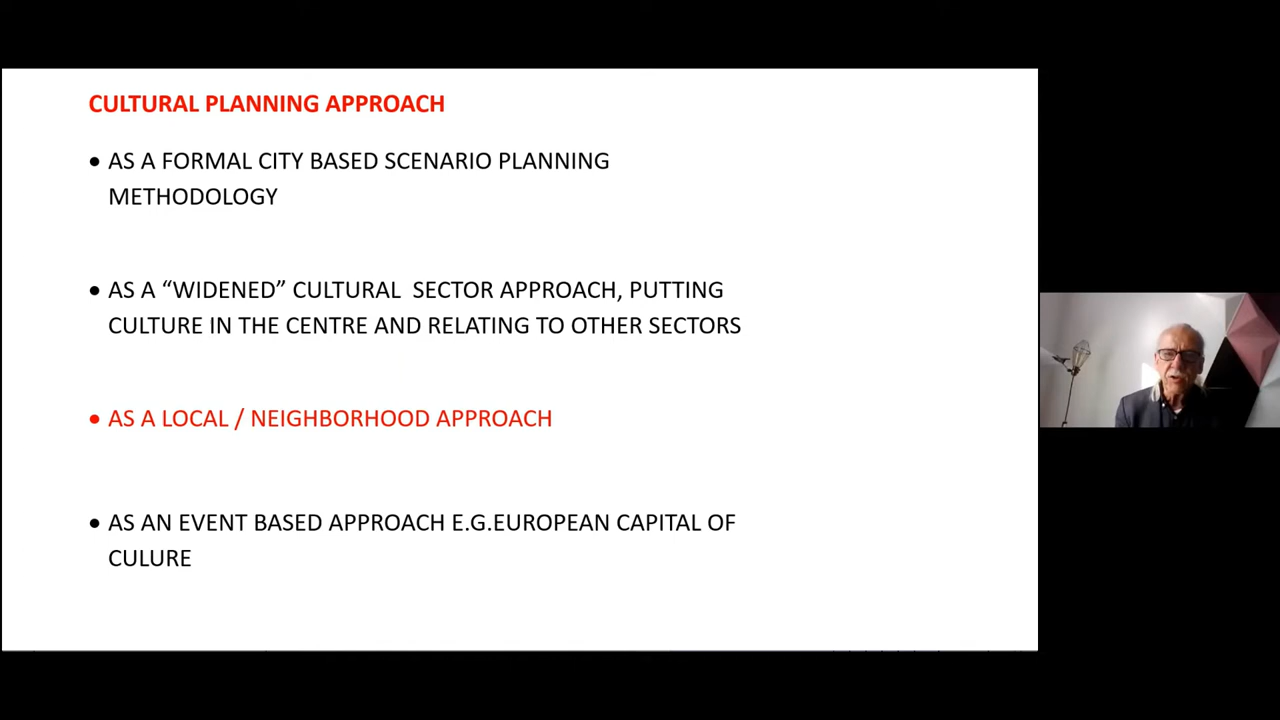 CULTURAL PLANNING APPROACH
• AS A FORMAL CITY BASED SCENARIO PLANNING
METHODOLOGY
• AS A “WIDENED” CULTURAL  SECTOR APPROACH, PUTTING
CULTURE IN THE CENTRE AND RELATING TO OTHER SECTORS
• AS A LOCAL / NEIGHBORHOOD APPROACH
• AS AN EVENT BASED APPROACH E.G.EUROPEAN CAPITAL OF
CULURE